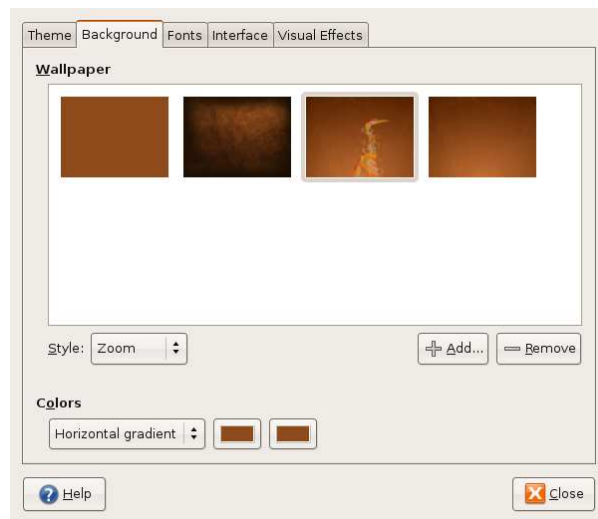 Theme Background Fonts Interface Visual Effects
Wallpaper
Style: Zoom Add... Remove
Colors
Horizontal gradient
Help Close